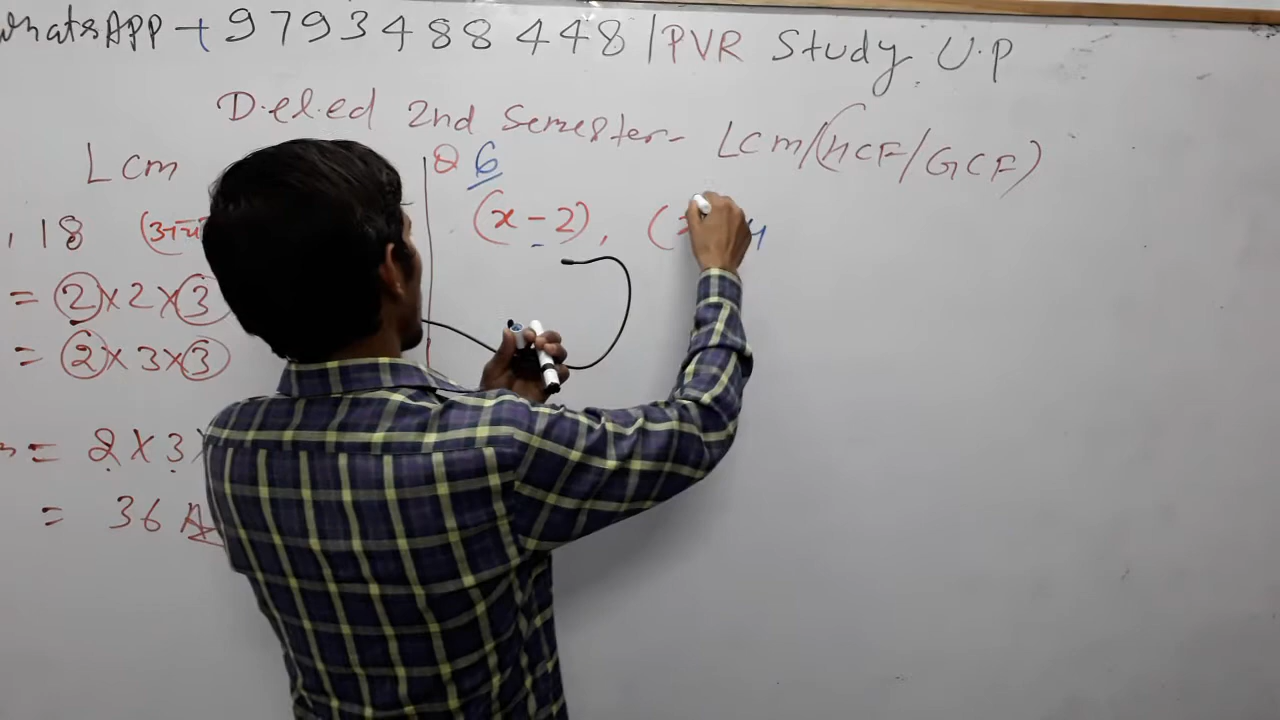 WhatsAPP + 9793488448 | PVR Study U.P
D.el.ed 2nd Semester - Lcm/(HCF/GCF)
Lcm
, 18
= 2 x 2 x 3
= 2 x 3 x 3
= 2 x 3 x
= 36 A
Q 6
(x - 2), (